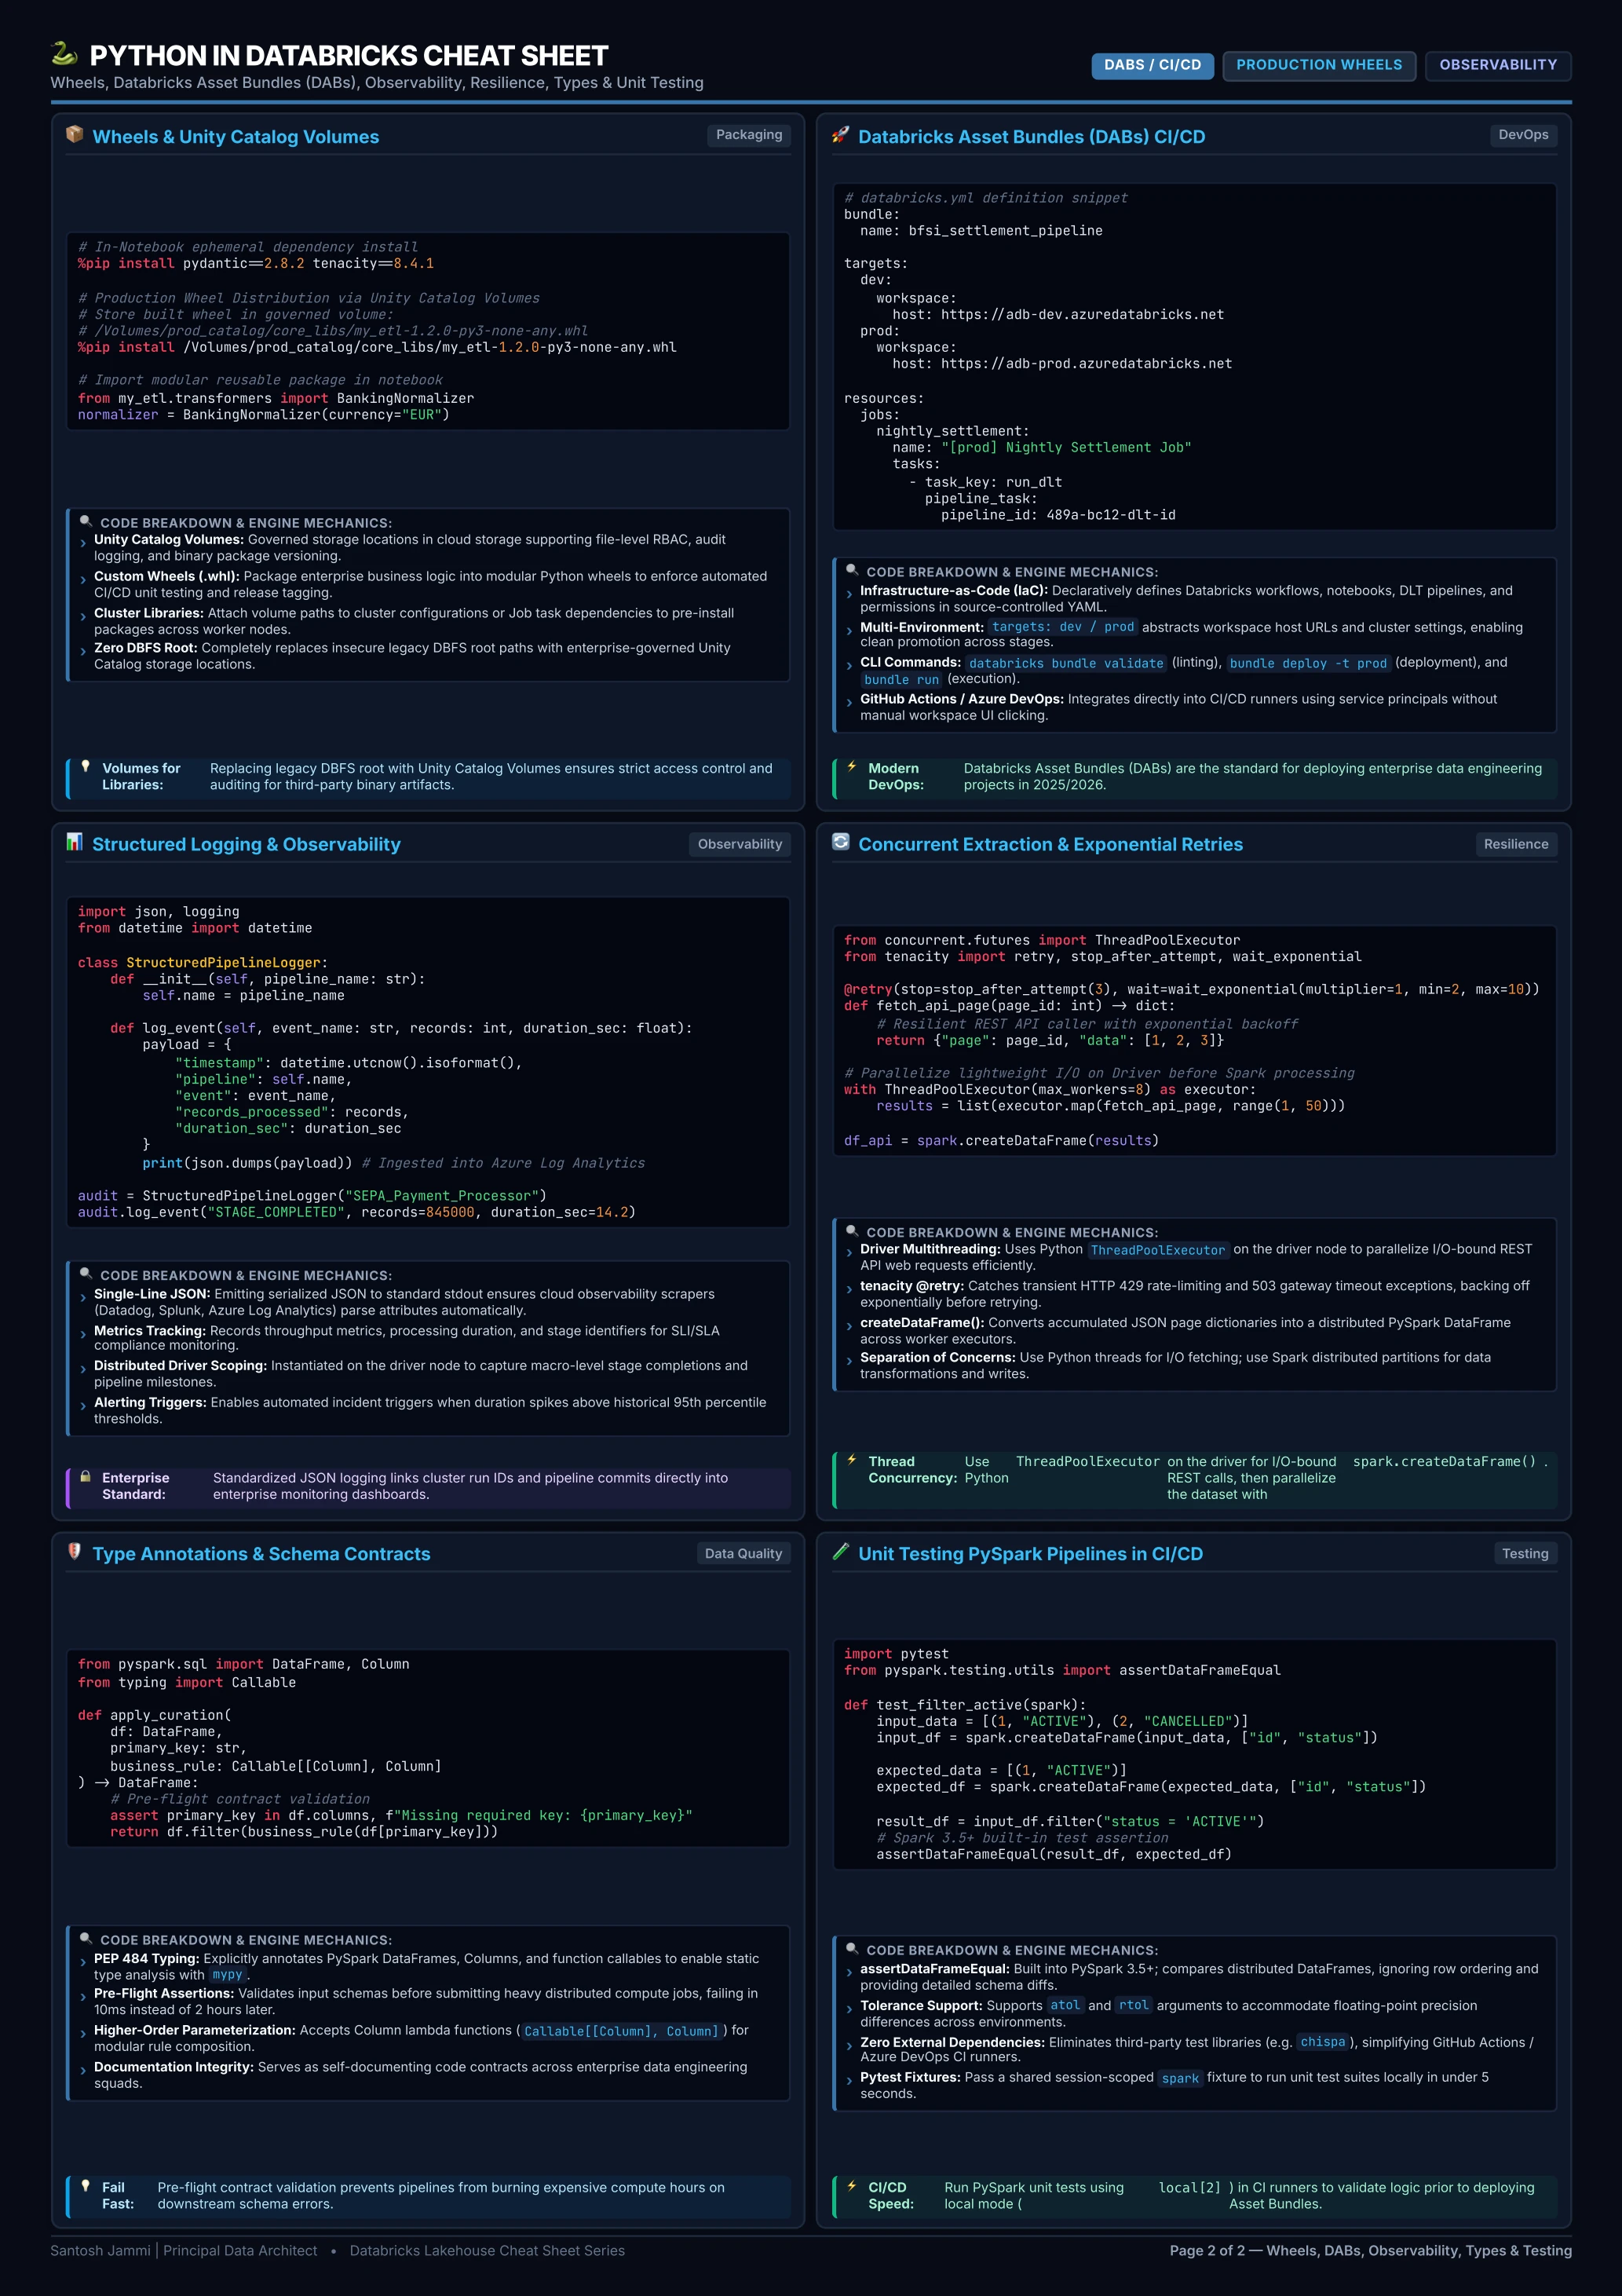 PYTHON IN DATABRICKS CHEAT SHEET
Wheels, Databricks Asset Bundles (DABs), Observability, Resilience, Types & Unit Testing
DABS / CI/CD
PRODUCTION WHEELS
OBSERVABILITY
Wheels & Unity Catalog Volumes
Packaging
# In-Notebook ephemeral dependency install
%pip install pydantic==2.8.2 tenacity==8.4.1
# Production Wheel Distribution via Unity Catalog Volumes
# Store built wheel in governed volume:
# /Volumes/prod_catalog/core_libs/my_etl-1.2.0-py3-none-any.whl
%pip install /Volumes/prod_catalog/core_libs/my_etl-1.2.0-py3-none-any.whl
# Import modular reusable package in notebook
from my_etl.transformers import BankingNormalizer
normalizer = BankingNormalizer(currency="EUR")
CODE BREAKDOWN & ENGINE MECHANICS:
› Unity Catalog Volumes: Governed storage locations in cloud storage supporting file-level RBAC, audit
logging, and binary package versioning.
› Custom Wheels (.whl): Package enterprise business logic into modular Python wheels to enforce automated
CI/CD unit testing and release tagging.
› Cluster Libraries: Attach volume paths to cluster configurations or Job task dependencies to pre-install
packages across worker nodes.
› Zero DBFS Root: Completely replaces insecure legacy DBFS root paths with enterprise-governed Unity
Catalog storage locations.
Volumes for
Libraries:
Replacing legacy DBFS root with Unity Catalog Volumes ensures strict access control and
auditing for third-party binary artifacts.
Databricks Asset Bundles (DABs) CI/CD
DevOps
# databricks.yml definition snippet
bundle:
  name: bfsi_settlement_pipeline
targets:
  dev:
    workspace:
      host: https://adb-dev.azuredatabricks.net
  prod:
    workspace:
      host: https://adb-prod.azuredatabricks.net
resources:
  jobs:
    nightly_settlement:
      name: "[prod] Nightly Settlement Job"
      tasks:
        - task_key: run_dlt
          pipeline_task:
            pipeline_id: 489a-bc12-dlt-id
CODE BREAKDOWN & ENGINE MECHANICS:
› Infrastructure-as-Code (IaC): Declaratively defines Databricks workflows, notebooks, DLT pipelines, and
permissions in source-controlled YAML.
› Multi-Environment: targets: dev / prod abstracts workspace host URLs and cluster settings, enabling
clean promotion across stages.
› CLI Commands: databricks bundle validate (linting), bundle deploy -t prod (deployment), and
bundle run (execution).
› GitHub Actions / Azure DevOps: Integrates directly into CI/CD runners using service principals without
manual workspace UI clicking.
Modern
DevOps:
Databricks Asset Bundles (DABs) are the standard for deploying enterprise data engineering
projects in 2025/2026.
Structured Logging & Observability
Observability
import json, logging
from datetime import datetime
class StructuredPipelineLogger:
    def __init__(self, pipeline_name: str):
        self.name = pipeline_name
    def log_event(self, event_name: str, records: int, duration_sec: float):
        payload = {
            "timestamp": datetime.utcnow().isoformat(),
            "pipeline": self.name,
            "event": event_name,
            "records_processed": records,
            "duration_sec": duration_sec
        }
        print(json.dumps(payload)) # Ingested into Azure Log Analytics
audit = StructuredPipelineLogger("SEPA_Payment_Processor")
audit.log_event("STAGE_COMPLETED", records=845000, duration_sec=14.2)
CODE BREAKDOWN & ENGINE MECHANICS:
› Single-Line JSON: Emitting serialized JSON to standard stdout ensures cloud observability scrapers
(Datadog, Splunk, Azure Log Analytics) parse attributes automatically.
› Metrics Tracking: Records throughput metrics, processing duration, and stage identifiers for SLI/SLA
compliance monitoring.
› Distributed Driver Scoping: Instantiated on the driver node to capture macro-level stage completions and
pipeline milestones.
› Alerting Triggers: Enables automated incident triggers when duration spikes above historical 95th percentile
thresholds.
Enterprise
Standard:
Standardized JSON logging links cluster run IDs and pipeline commits directly into
enterprise monitoring dashboards.
Concurrent Extraction & Exponential Retries
Resilience
from concurrent.futures import ThreadPoolExecutor
from tenacity import retry, stop_after_attempt, wait_exponential
@retry(stop=stop_after_attempt(3), wait=wait_exponential(multiplier=1, min=2, max=10))
def fetch_api_page(page_id: int) -> dict:
    # Resilient REST API caller with exponential backoff
    return {"page": page_id, "data": [1, 2, 3]}
# Parallelize lightweight I/O on Driver before Spark processing
with ThreadPoolExecutor(max_workers=8) as executor:
    results = list(executor.map(fetch_api_page, range(1, 50)))
df_api = spark.createDataFrame(results)
CODE BREAKDOWN & ENGINE MECHANICS:
› Driver Multithreading: Uses Python ThreadPoolExecutor on the driver node to parallelize I/O-bound REST
API web requests efficiently.
› tenacity @retry: Catches transient HTTP 429 rate-limiting and 503 gateway timeout exceptions, backing off
exponentially before retrying.
› createDataFrame(): Converts accumulated JSON page dictionaries into a distributed PySpark DataFrame
across worker executors.
› Separation of Concerns: Use Python threads for I/O fetching; use Spark distributed partitions for data
transformations and writes.
Thread
Concurrency:
Use
Python
ThreadPoolExecutor
on the driver for I/O-bound
REST calls, then parallelize
the dataset with
spark.createDataFrame() .
Type Annotations & Schema Contracts
Data Quality
from pyspark.sql import DataFrame, Column
from typing import Callable
def apply_curation(
    df: DataFrame,
    primary_key: str,
    business_rule: Callable[[Column], Column]
) -> DataFrame:
    # Pre-flight contract validation
    assert primary_key in df.columns, f"Missing required key: {primary_key}"
    return df.filter(business_rule(df[primary_key]))
CODE BREAKDOWN & ENGINE MECHANICS:
› PEP 484 Typing: Explicitly annotates PySpark DataFrames, Columns, and function callables to enable static
type analysis with mypy.
› Pre-Flight Assertions: Validates input schemas before submitting heavy distributed compute jobs, failing in
10ms instead of 2 hours later.
› Higher-Order Parameterization: Accepts Column lambda functions (Callable[[Column], Column]) for
modular rule composition.
› Documentation Integrity: Serves as self-documenting code contracts across enterprise data engineering
squads.
Fail
Fast:
Pre-flight contract validation prevents pipelines from burning expensive compute hours on
downstream schema errors.
Unit Testing PySpark Pipelines in CI/CD
Testing
import pytest
from pyspark.testing.utils import assertDataFrameEqual
def test_filter_active(spark):
    input_data = [(1, "ACTIVE"), (2, "CANCELLED")]
    input_df = spark.createDataFrame(input_data, ["id", "status"])
    expected_data = [(1, "ACTIVE")]
    expected_df = spark.createDataFrame(expected_data, ["id", "status"])
    result_df = input_df.filter("status = 'ACTIVE'")
    # Spark 3.5+ built-in test assertion
    assertDataFrameEqual(result_df, expected_df)
CODE BREAKDOWN & ENGINE MECHANICS:
› assertDataFrameEqual: Built into PySpark 3.5+; compares distributed DataFrames, ignoring row ordering and
providing detailed schema diffs.
› Tolerance Support: Supports atol and rtol arguments to accommodate floating-point precision
differences across environments.
› Zero External Dependencies: Eliminates third-party test libraries (e.g. chispa), simplifying GitHub Actions /
Azure DevOps CI runners.
› Pytest Fixtures: Pass a shared session-scoped spark fixture to run unit test suites locally in under 5
seconds.
CI/CD
Speed:
Run PySpark unit tests using
local mode (
local[2]
) in CI runners to validate logic prior to deploying
Asset Bundles.
Santosh Jammi | Principal Data Architect • Databricks Lakehouse Cheat Sheet Series
Page 2 of 2 — Wheels, DABs, Observability, Types & Testing